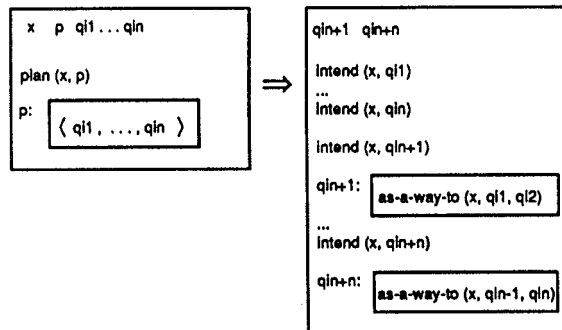 x p qi1 ... qin
plan (x, p)
p:
⟨ qi1 , ..., qin ⟩
⇒
qin+1 qin+n
intend (x, qi1)
...
intend (x, qin)
intend (x, qin+1)
qin+1:
as-a-way-to (x, qi1, qi2)
...
intend (x, qin+n)
qin+n:
as-a-way-to (x, qin-1, qin)